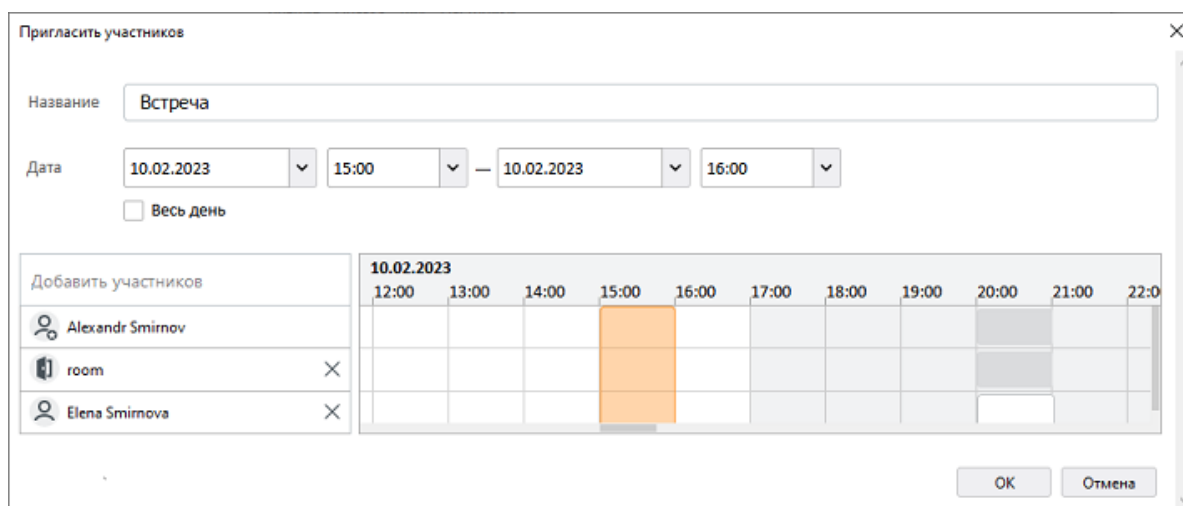 Пригласить участников
Название Встреча
Дата 10.02.2023 15:00 — 10.02.2023 16:00
Весь день
Добавить участников
10.02.2023
12:00 13:00 14:00 15:00 16:00 17:00 18:00 19:00 20:00 21:00 22:0
Alexandr Smirnov
room
Elena Smirnova
OK Отмена